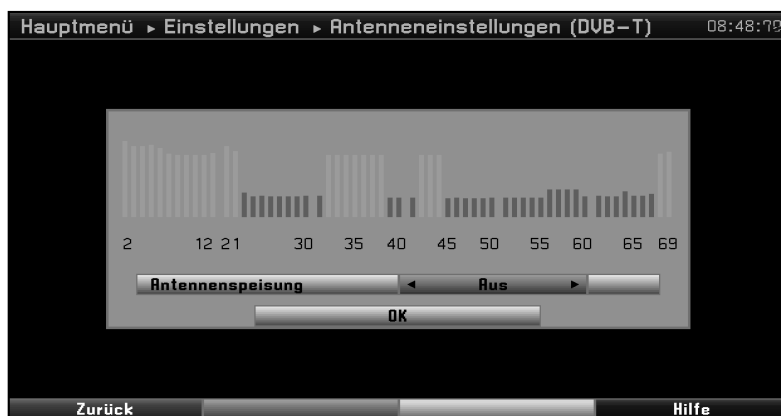 Hauptmenü ▸ Einstellungen ▸ Antenneneinstellungen (DVB-T)
2 12 21 30 35 40 45 50 55 60 65 69
Antennenspeisung ◄ Aus ►
OK
Zurück Hilfe